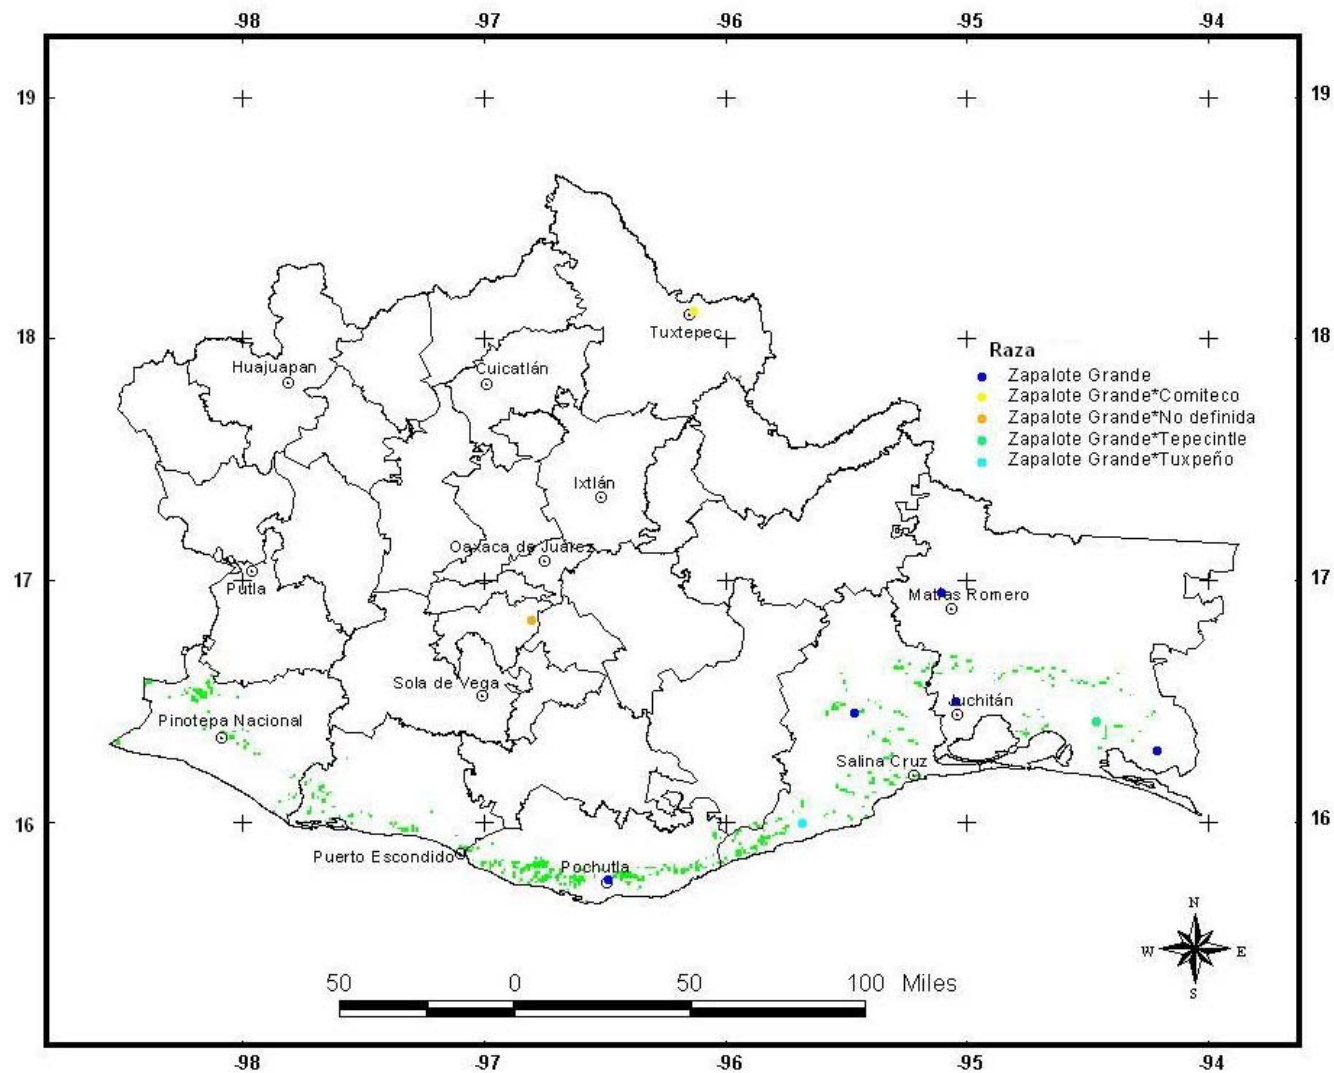 -98 -97 -96 -95 -94
19 19
Tuxtepec
18 18
Raza
Huajuapan Cuicatlán
Zapalote Grande
Zapalote Grande*Comiteco
Zapalote Grande*No definida
Zapalote Grande*Tepecintle
Zapalote Grande*Tuxpeño
Ixtlán
Oaxaca de Juárez
17 17
Putla
Matías Romero
Sola de Vega
Juchitán
Pinotepa Nacional
Salina Cruz
16 16
Puerto Escondido
Pochutla
N
W E
S
50 0 50 100 Miles
-98 -97 -96 -95 -94